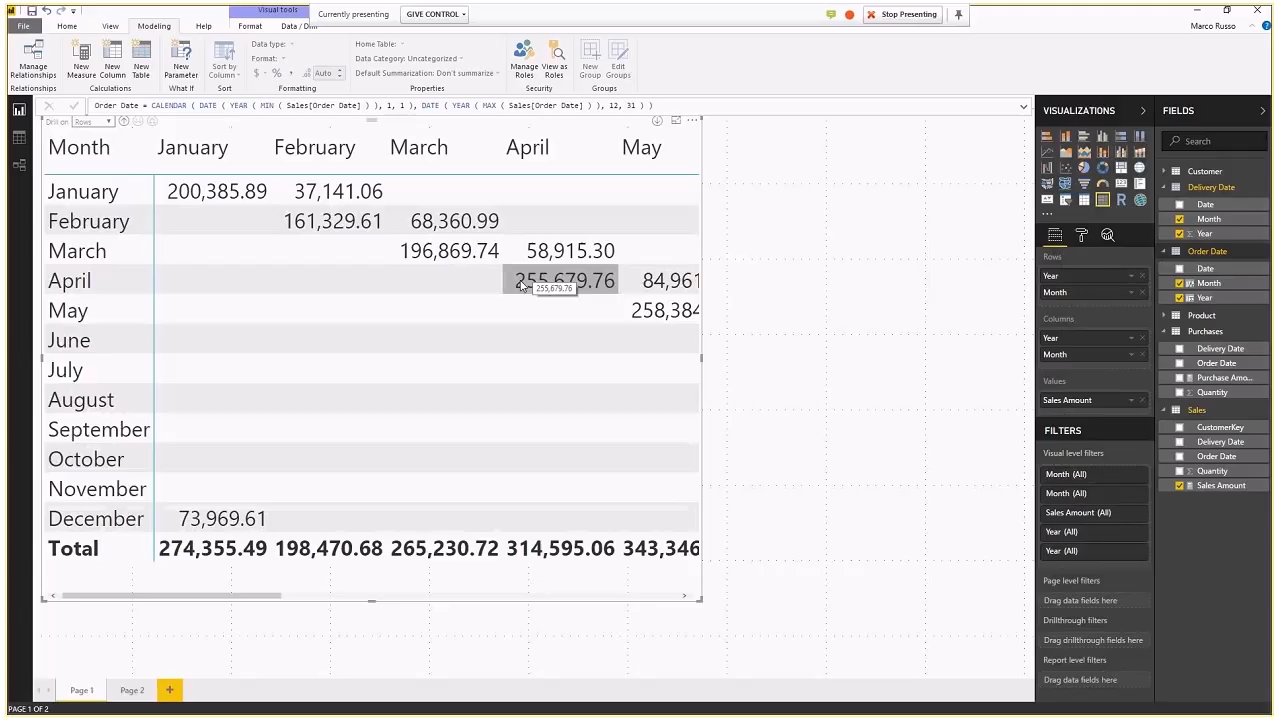 Visual tools
Currently presenting
GIVE CONTROL
Stop Presenting
File
Home
View
Modeling
Help
Format
Data / Dri
Marco Russo
Manage Relationships
New Measure
New Column
New Table
New Parameter
Sort by Column
Data type:
Format:
$ % Auto
Home Table:
Data Category: Uncategorized
Default Summarization: Don't summarize
Manage Roles
View as Roles
New Group
Edit Groups
Relationships
Calculations
What If
Formatting
Properties
Security
Groups
Order Date = CALENDAR ( DATE ( YEAR ( MIN ( Sales[Order Date] ) ), 1, 1 ), DATE ( YEAR ( MAX ( Sales[Order Date] ) ), 12, 31 ) )
Drill on Rows
Month January February March April May
January 200,385.89 37,141.06
February 161,329.61 68,360.99
March 196,869.74 58,915.30
April 255,679.76 84,961
255,679.76
May 258,384
June
July
August
September
October
November
December 73,969.61
Total 274,355.49 198,470.68 265,230.72 314,595.06 343,346
VISUALIZATIONS
R
Rows
Year
Month
Columns
Year
Month
Values
Sales Amount
FILTERS
Visual level filters
Month (All)
Month (All)
Sales Amount (All)
Year (All)
Year (All)
Page level filters
Drag data fields here
Drillthrough filters
Drag drillthrough fields here
Report level filters
Drag data fields here
FIELDS
Search
Customer
Delivery Date
Date
Month
Year
Order Date
Date
Month
Year
Product
Purchases
Delivery Date
Order Date
Purchase Amo...
Quantity
Sales
CustomerKey
Delivery Date
Order Date
Quantity
Sales Amount
Page 1
Page 2
PAGE 1 OF 2